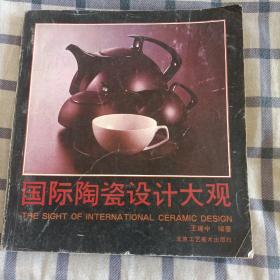 国际陶瓷设计大观
THE SIGHT OF INTERNATIONAL CERAMIC DESIGN
王建中 编著
北京工艺美术出版社